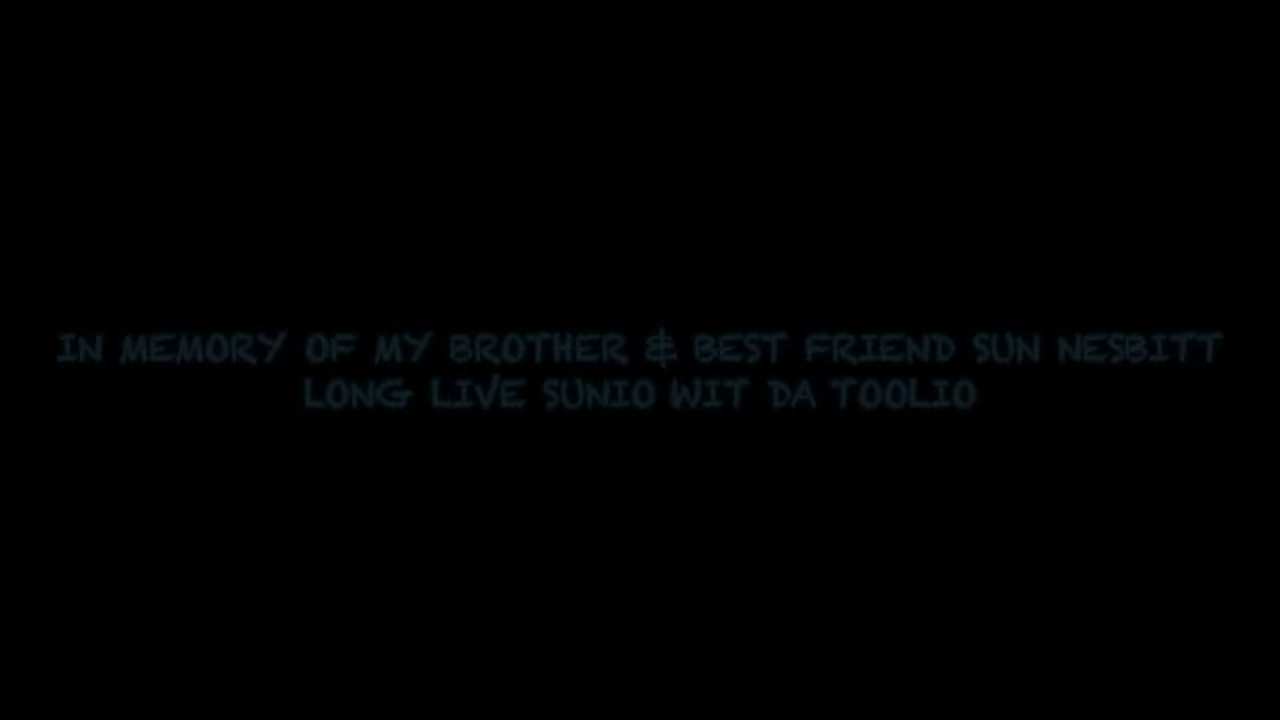 IN MEMORY OF MY BROTHER & BEST FRIEND SUN NESBITT
LONG LIVE SUNIO WIT DA TOOLIO